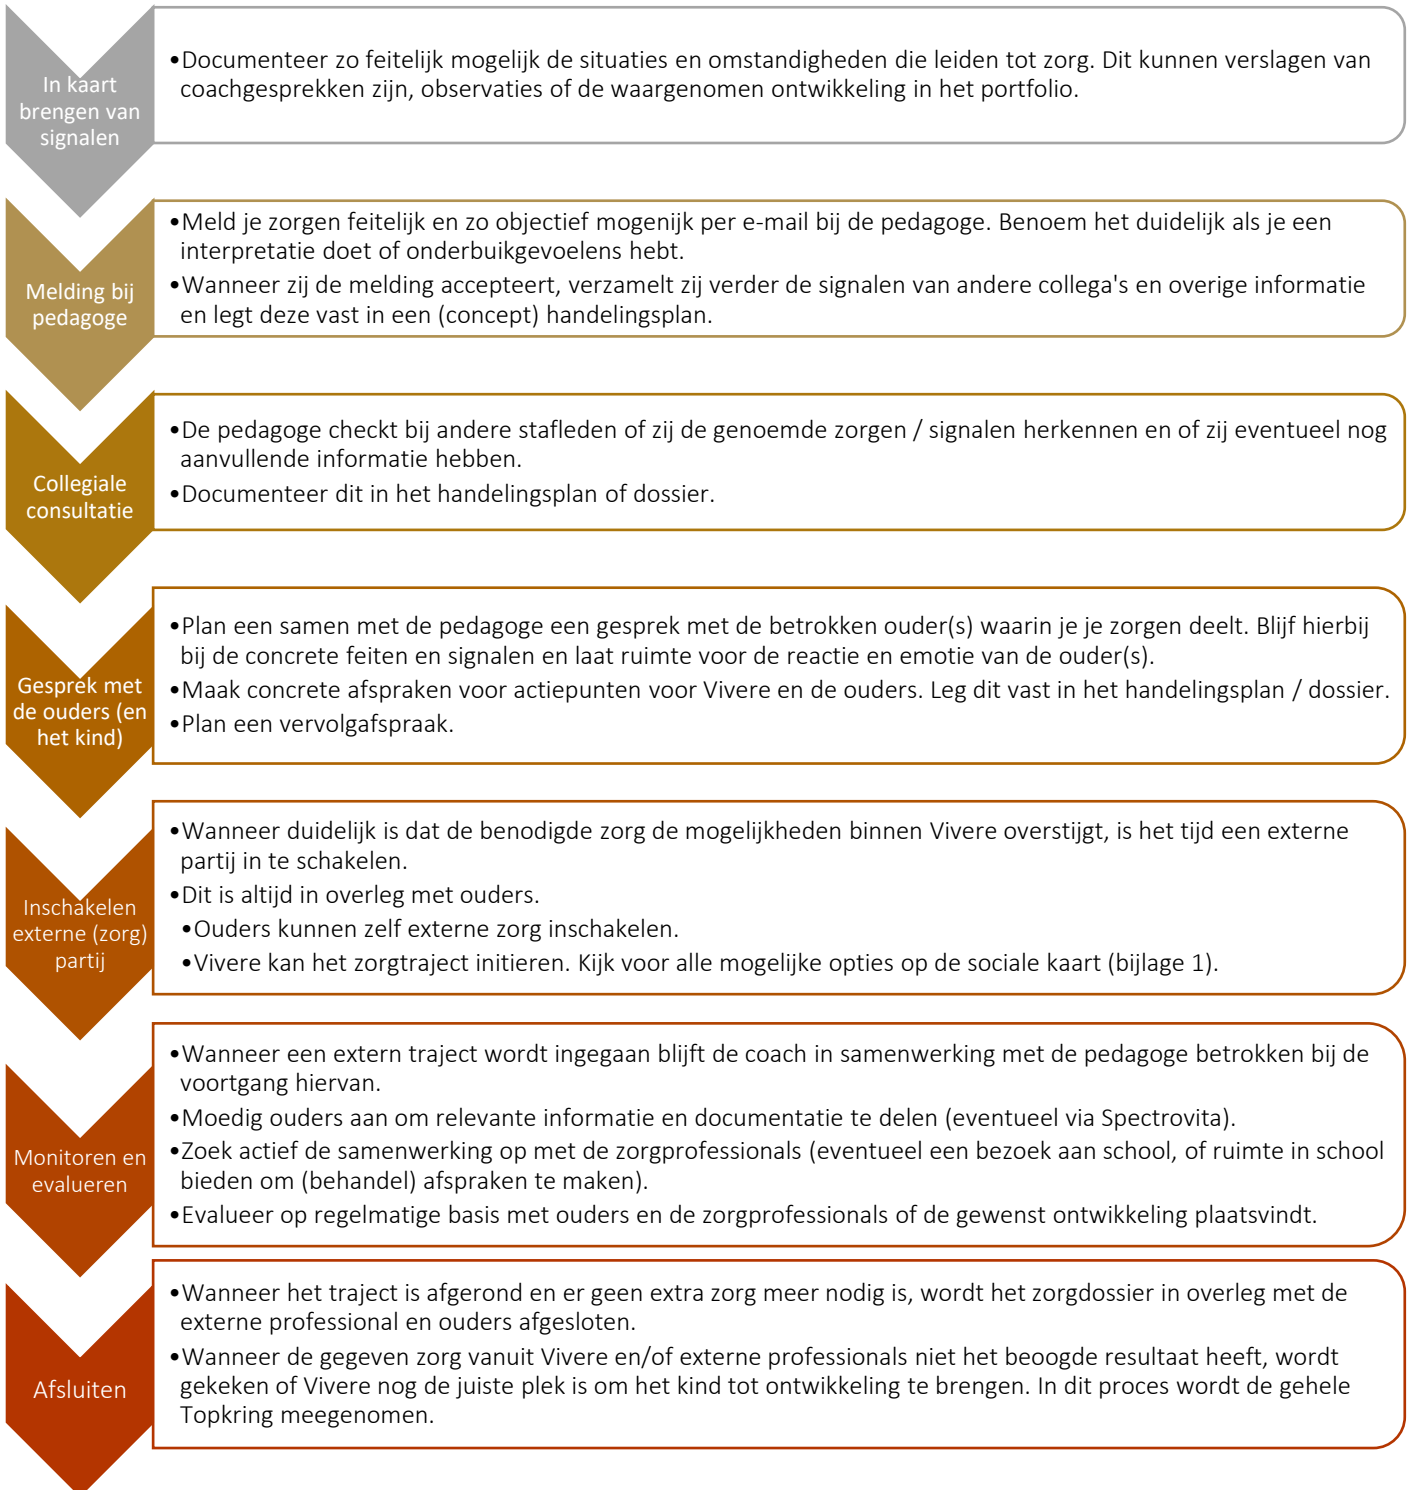 In kaart
brengen van
signalen
•Documenteer zo feitelijk mogelijk de situaties en omstandigheden die leiden tot zorg. Dit kunnen verslagen van
coachgesprekken zijn, observaties of de waargenomen ontwikkeling in het portfolio.
Melding bij
pedagoge
•Meld je zorgen feitelijk en zo objectief mogenijk per e-mail bij de pedagoge. Benoem het duidelijk als je een
interpretatie doet of onderbuikgevoelens hebt.
•Wanneer zij de melding accepteert, verzamelt zij verder de signalen van andere collega's en overige informatie
en legt deze vast in een (concept) handelingsplan.
Collegiale
consultatie
•De pedagoge checkt bij andere stafleden of zij de genoemde zorgen / signalen herkennen en of zij eventueel nog
aanvullende informatie hebben.
•Documenteer dit in het handelingsplan of dossier.
Gesprek met
de ouders (en
het kind)
•Plan een samen met de pedagoge een gesprek met de betrokken ouder(s) waarin je je zorgen deelt. Blijf hierbij
bij de concrete feiten en signalen en laat ruimte voor de reactie en emotie van de ouder(s).
•Maak concrete afspraken voor actiepunten voor Vivere en de ouders. Leg dit vast in het handelingsplan / dossier.
•Plan een vervolgafspraak.
Inschakelen
externe (zorg)
partij
•Wanneer duidelijk is dat de benodigde zorg de mogelijkheden binnen Vivere overstijgt, is het tijd een externe
partij in te schakelen.
•Dit is altijd in overleg met ouders.
•Ouders kunnen zelf externe zorg inschakelen.
•Vivere kan het zorgtraject initieren. Kijk voor alle mogelijke opties op de sociale kaart (bijlage 1).
Monitoren en
evalueren
•Wanneer een extern traject wordt ingegaan blijft de coach in samenwerking met de pedagoge betrokken bij de
voortgang hiervan.
•Moedig ouders aan om relevante informatie en documentatie te delen (eventueel via Spectrovita).
•Zoek actief de samenwerking op met de zorgprofessionals (eventueel een bezoek aan school, of ruimte in school
bieden om (behandel) afspraken te maken).
•Evalueer op regelmatige basis met ouders en de zorgprofessionals of de gewenst ontwikkeling plaatsvindt.
Afsluiten
•Wanneer het traject is afgerond en er geen extra zorg meer nodig is, wordt het zorgdossier in overleg met de
externe professional en ouders afgesloten.
•Wanneer de gegeven zorg vanuit Vivere en/of externe professionals niet het beoogde resultaat heeft, wordt
gekeken of Vivere nog de juiste plek is om het kind tot ontwikkeling te brengen. In dit proces wordt de gehele
Topkring meegenomen.